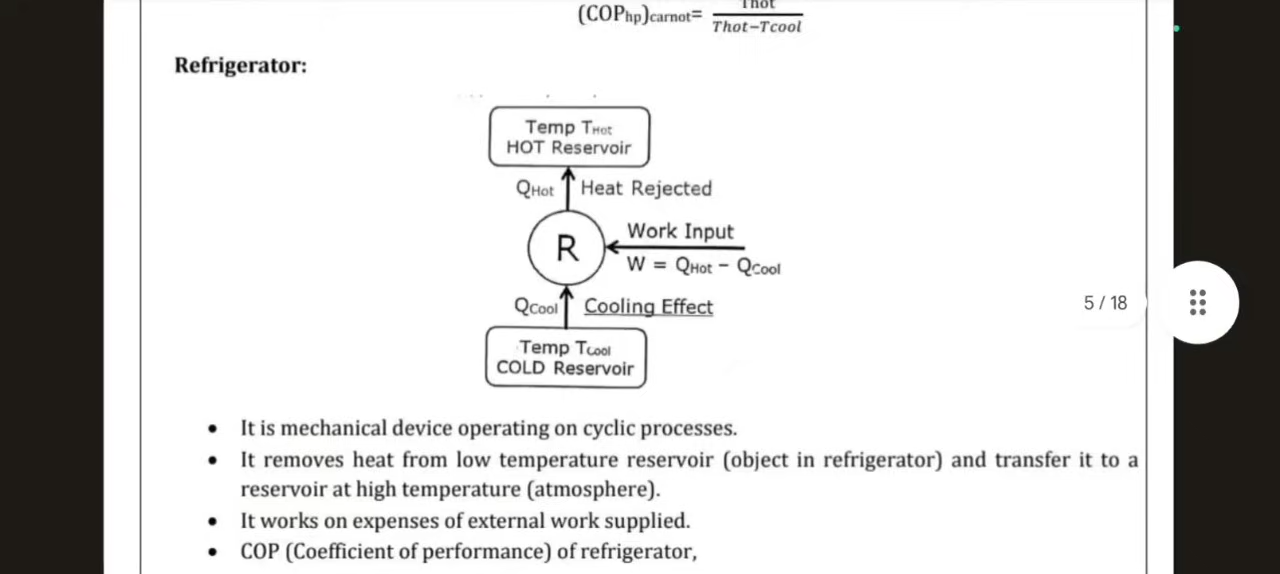 (COPhp)carnot= Thot
Thot−Tcool
Refrigerator:
Temp THot
HOT Reservoir
QHot Heat Rejected
Work Input
R
W = QHot − QCool
QCool Cooling Effect
5 / 18
Temp TCool
COLD Reservoir
• It is mechanical device operating on cyclic processes.
• It removes heat from low temperature reservoir (object in refrigerator) and transfer it to a
reservoir at high temperature (atmosphere).
• It works on expenses of external work supplied.
• COP (Coefficient of performance) of refrigerator,